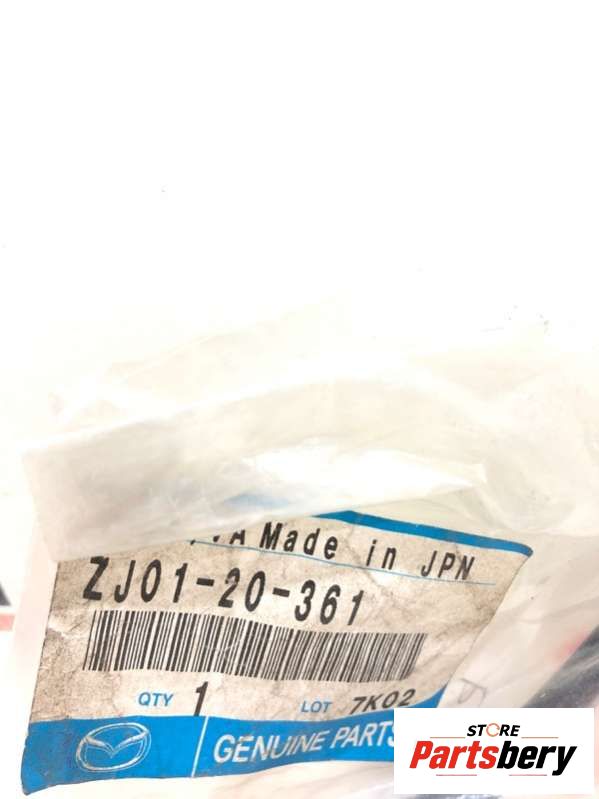 Made in JPN
ZJ01-20-361
QTY 1 LOT 7K02
GENUINE PARTS
STORE
Partsbery